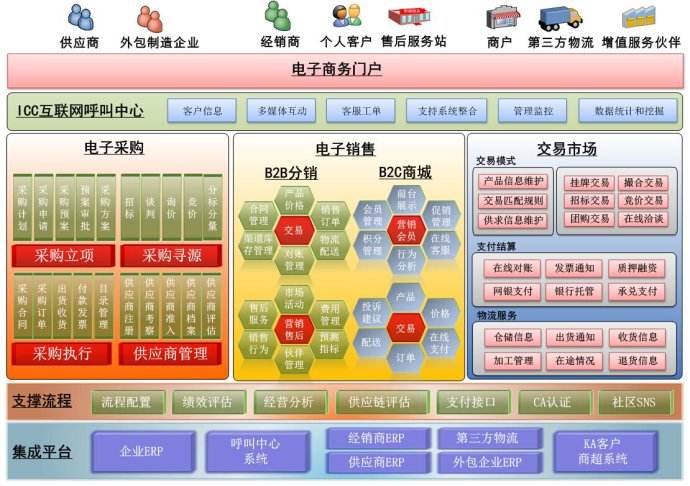 供应商
外包制造企业
经销商
个人客户
售后服务站
商户
第三方物流
增值服务伙伴
电子商务门户
ICC互联网呼叫中心
客户信息
多媒体互动
客服工单
支持系统整合
管理监控
数据统计和挖掘
电子采购
采购计划
采购申请
采购预案
预案审批
采购方案
招标
谈判
询价
竞价
分标分量
采购立项
采购寻源
采购合同
采购订单
出货收货
付款发票
目录管理
供应商注册
供应商考察
供应商准入
供应商档案
供应商评估
采购执行
供应商管理
电子销售
B2B分销
产品价格
合同管理
销售订单
交易
渠道库存管理
物流配送
对账管理
市场活动
售后服务
费用管理
营销售后
销售行为
预测指标
伙伴管理
B2C商城
前台展示
会员管理
促销管理
营销会员
积分管理
在线客服
行为分析
产品
投诉建议
价格
交易
配送
在线支付
订单
交易市场
交易模式
产品信息维护
交易匹配规则
供求信息维护
挂牌交易
撮合交易
招标交易
竞价交易
团购交易
在线洽谈
支付结算
在线对账
发票通知
质押融资
网银支付
银行托管
承兑支付
物流服务
仓储信息
出货通知
收货信息
加工管理
在途情况
退货信息
支撑流程
流程配置
绩效评估
经营分析
供应链评估
支付接口
CA认证
社区SNS
集成平台
企业ERP
呼叫中心
系统
经销商ERP
供应商ERP
第三方物流
外包企业ERP
KA客户
商超系统